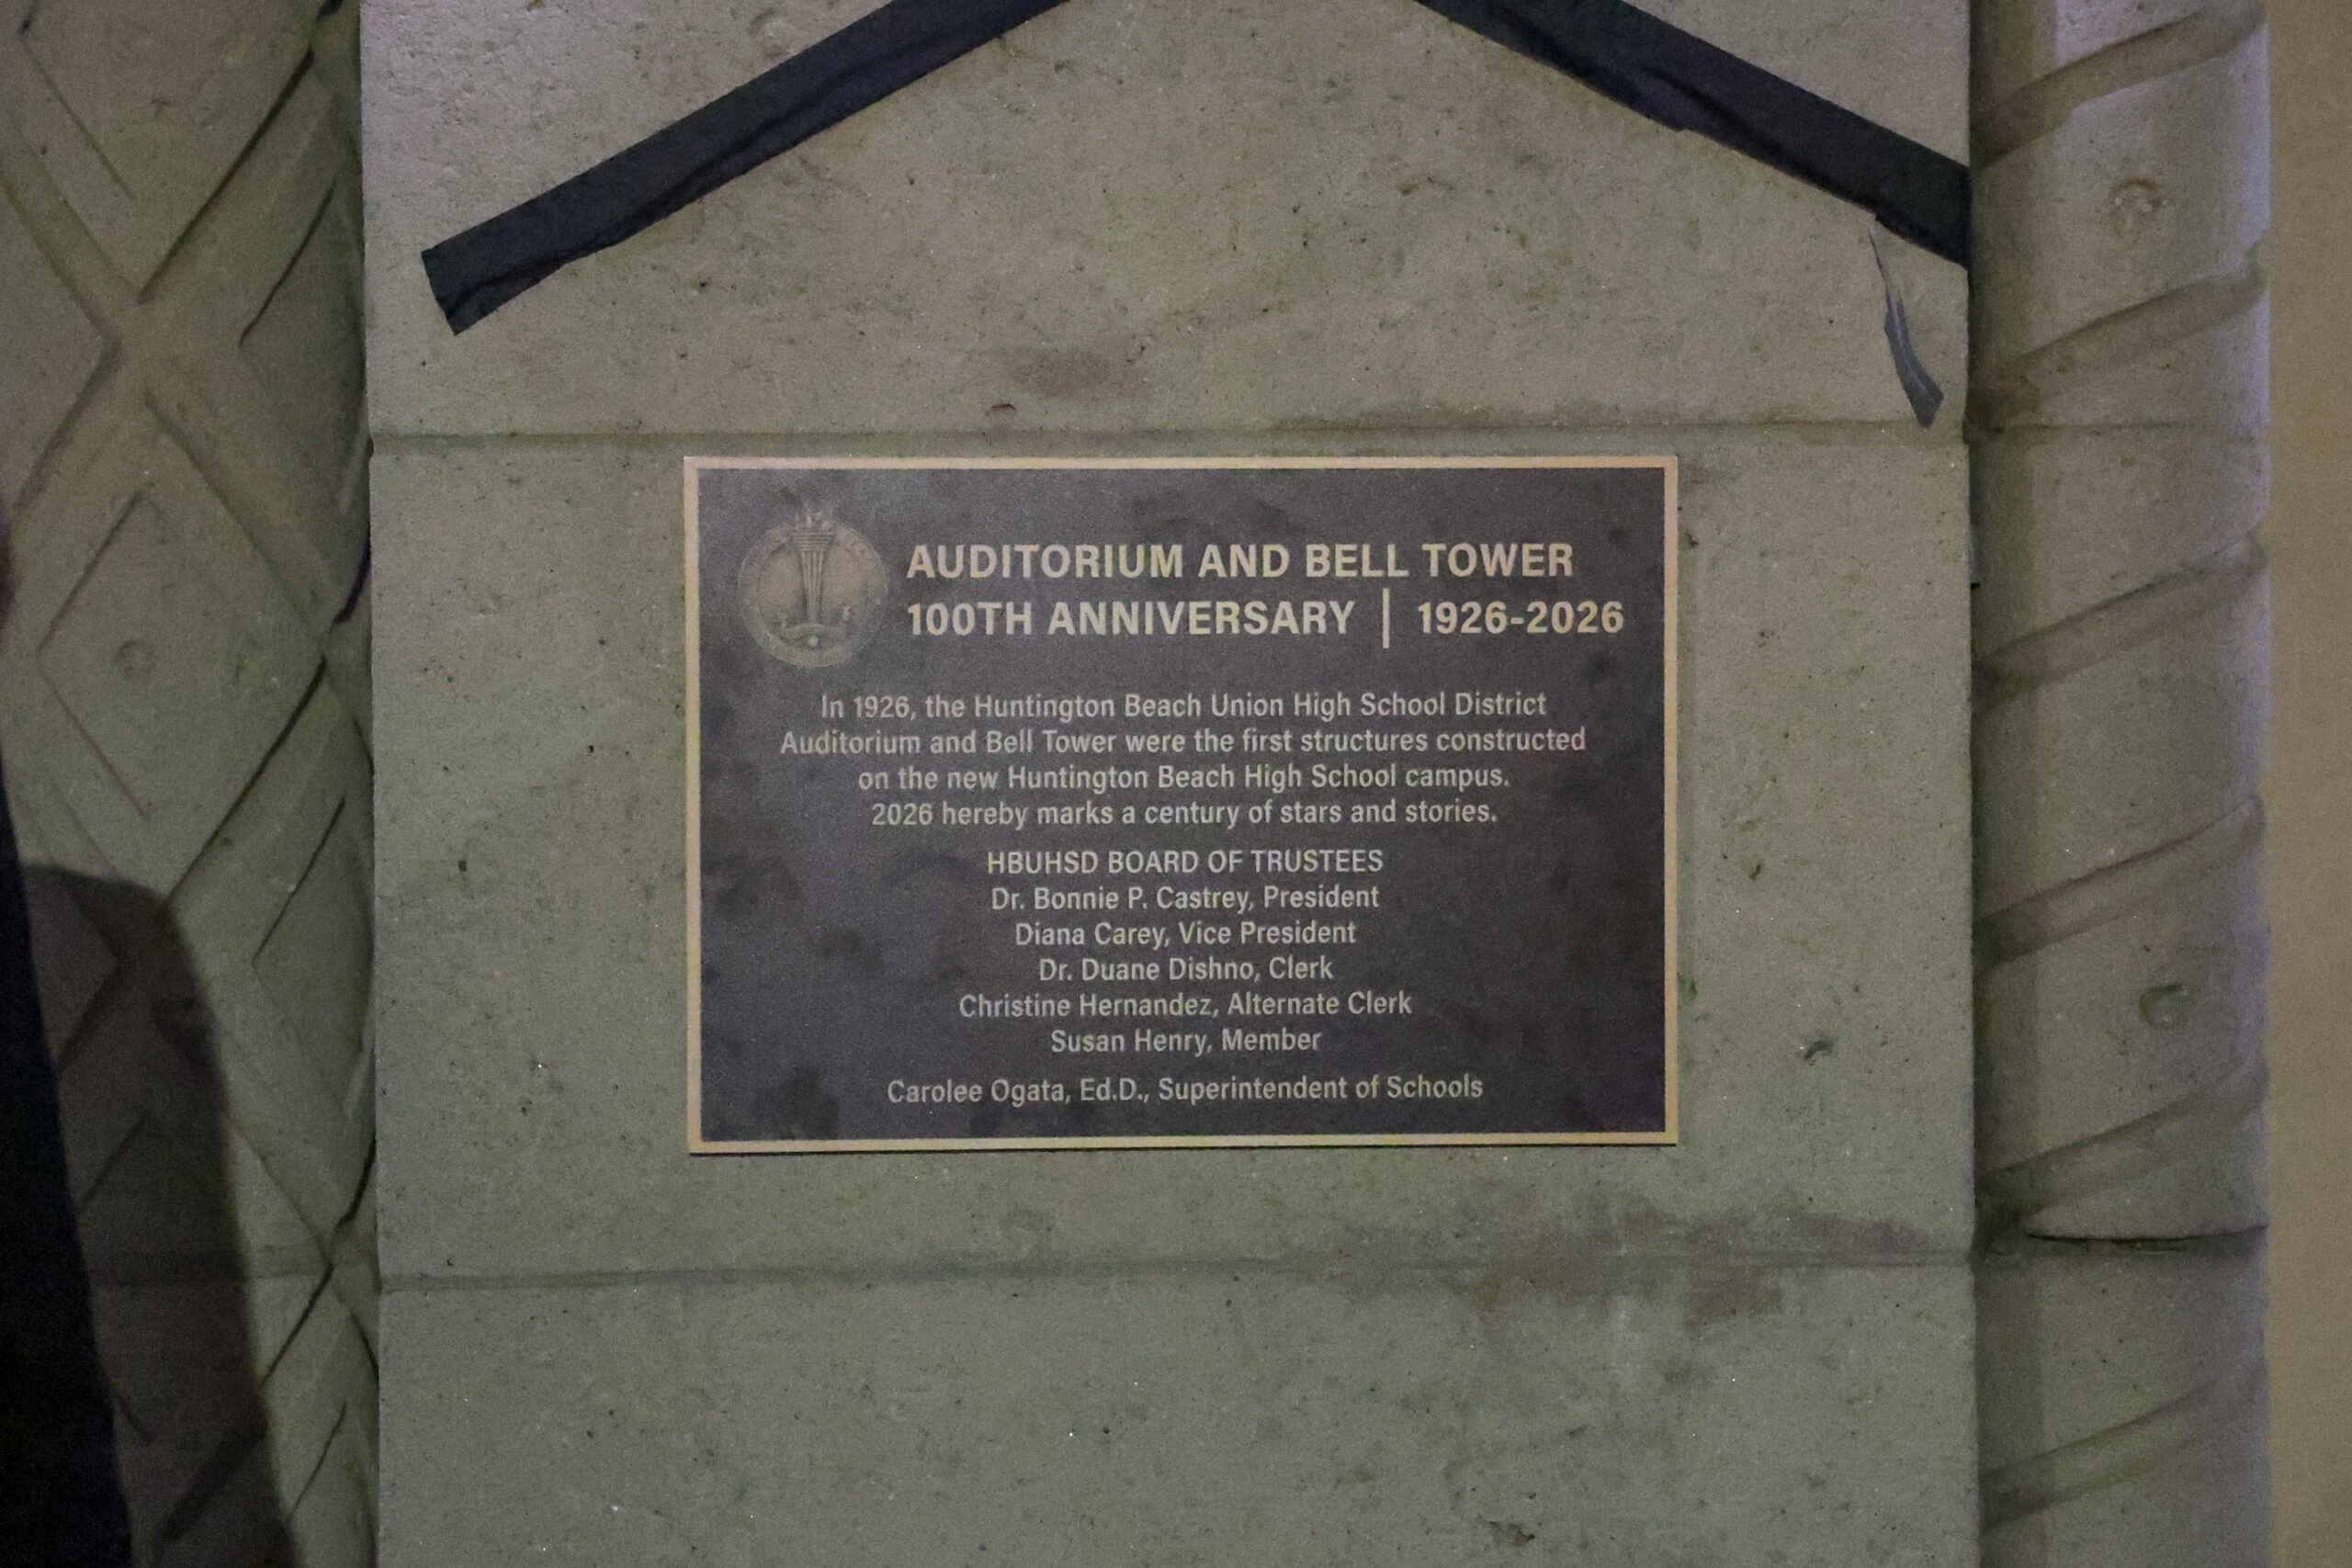 AUDITORIUM AND BELL TOWER
100TH ANNIVERSARY | 1926-2026
In 1926, the Huntington Beach Union High School District
Auditorium and Bell Tower were the first structures constructed
on the new Huntington Beach High School campus.
2026 hereby marks a century of stars and stories.
HBUHSD BOARD OF TRUSTEES
Dr. Bonnie P. Castrey, President
Diana Carey, Vice President
Dr. Duane Dishno, Clerk
Christine Hernandez, Alternate Clerk
Susan Henry, Member
Carolee Ogata, Ed.D., Superintendent of Schools